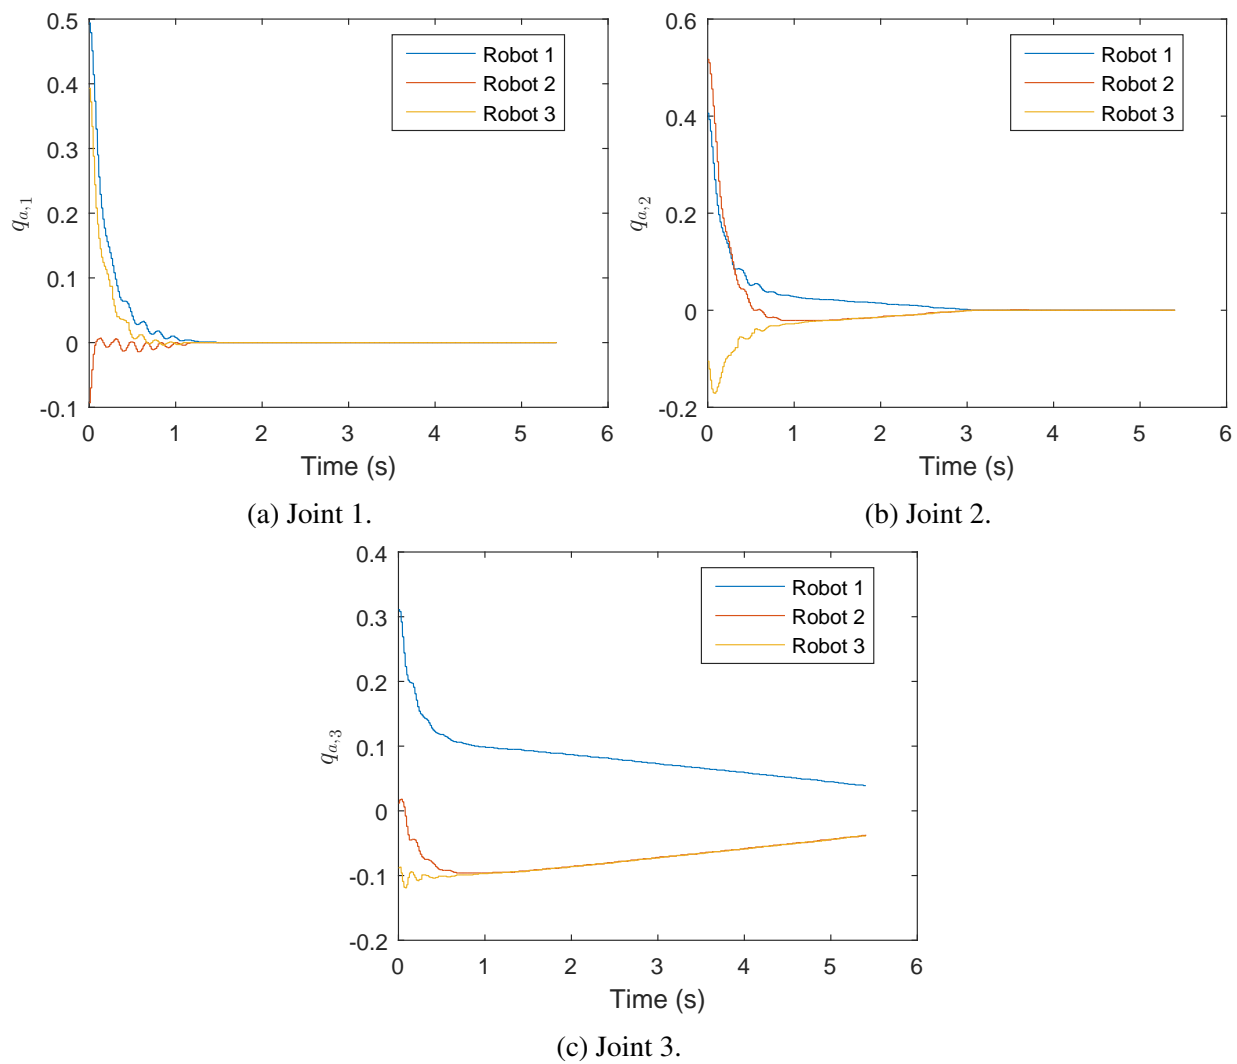 0.5
0.4
0.3
0.2
0.1
0
-0.1
q_{a,1}
0 1 2 3 4 5 6
Time (s)
Robot 1
Robot 2
Robot 3
(a) Joint 1.
0.6
0.4
0.2
0
-0.2
q_{a,2}
0 1 2 3 4 5 6
Time (s)
Robot 1
Robot 2
Robot 3
(b) Joint 2.
0.4
0.3
0.2
0.1
0
-0.1
-0.2
q_{a,3}
0 1 2 3 4 5 6
Time (s)
Robot 1
Robot 2
Robot 3
(c) Joint 3.